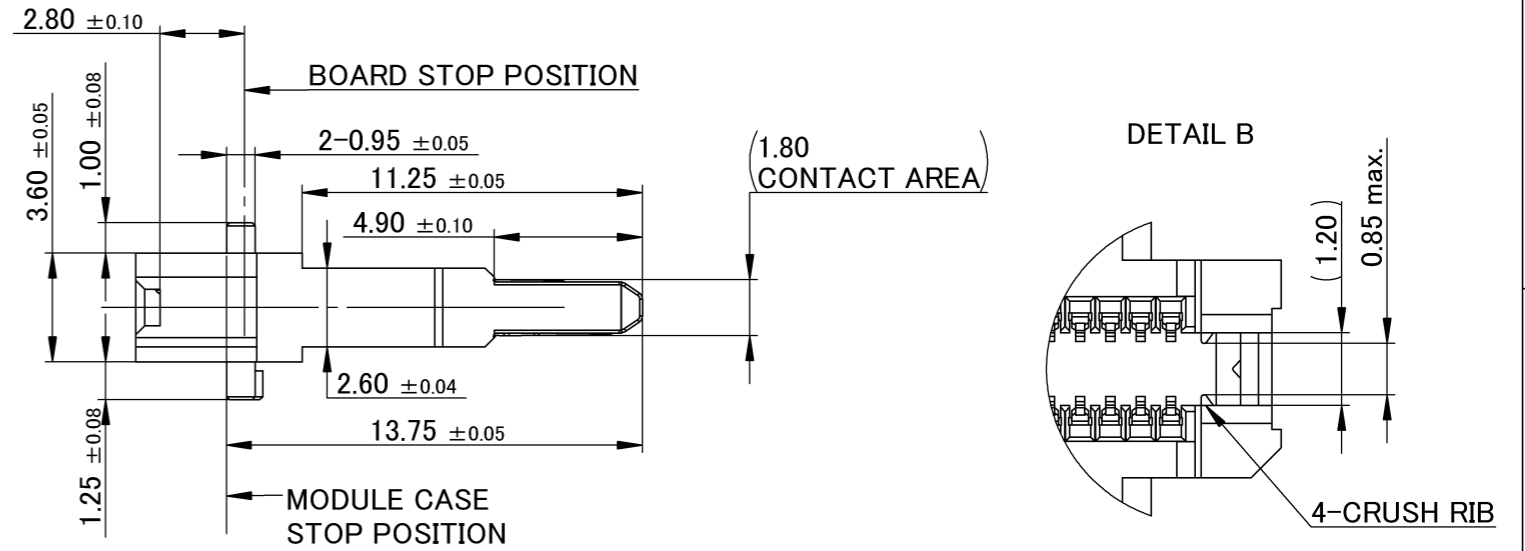 2.80 ±0.10
BOARD STOP POSITION
3.60 ±0.05
1.00 ±0.08
2-0.95 ±0.05
11.25 ±0.05
4.90 ±0.10
(1.80
CONTACT AREA)
2.60 ±0.04
13.75 ±0.05
1.25 ±0.08
MODULE CASE
STOP POSITION
DETAIL B
(1.20)
0.85 max.
4-CRUSH RIB